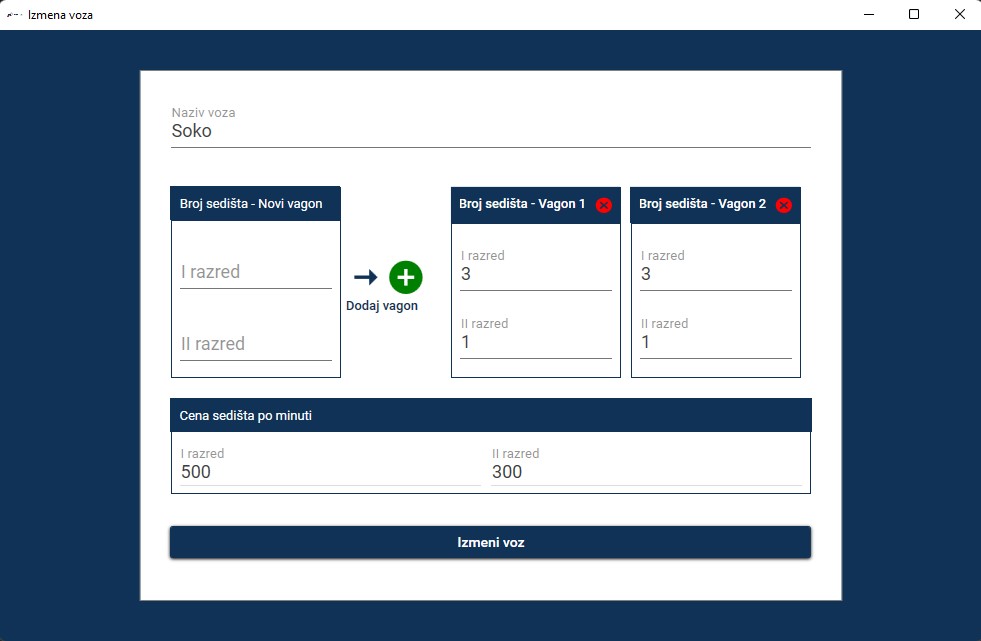 Izmena voza
Naziv voza
Soko
Broj sedišta - Novi vagon
I razred
II razred
Dodaj vagon
Broj sedišta - Vagon 1
I razred
3
II razred
1
Broj sedišta - Vagon 2
I razred
3
II razred
1
Cena sedišta po minuti
I razred
500
II razred
300
Izmeni voz